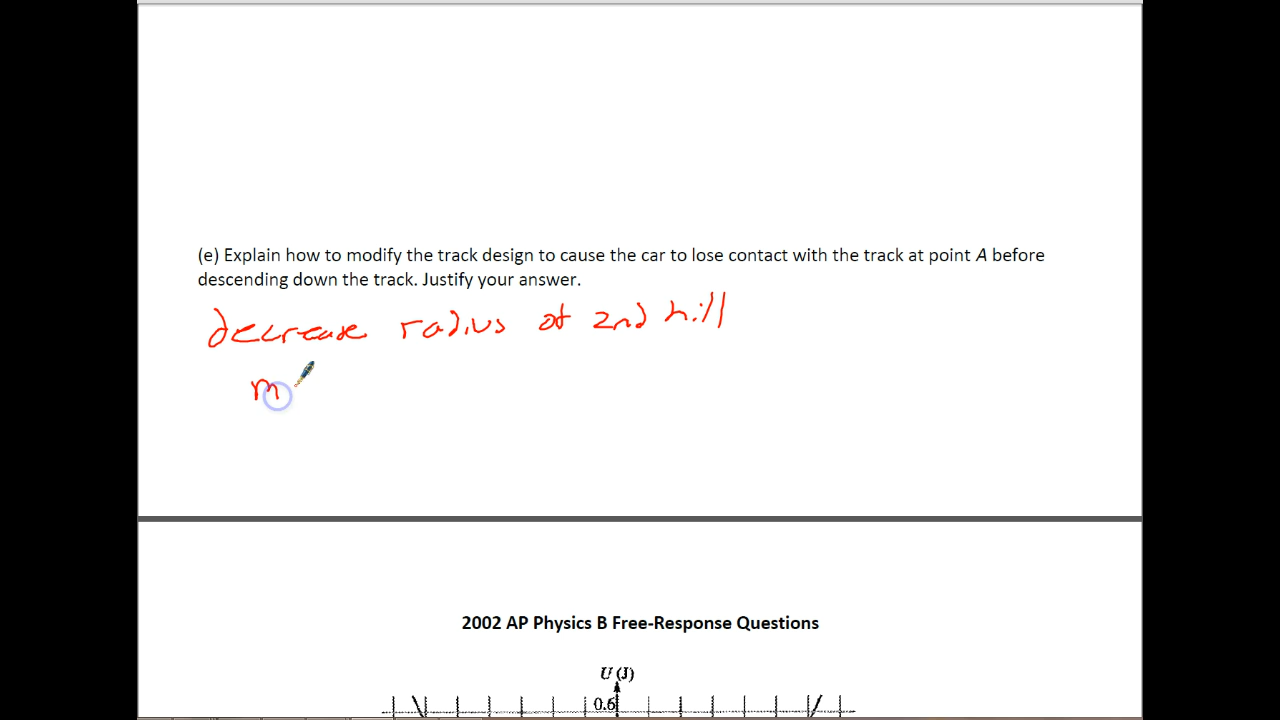 (e) Explain how to modify the track design to cause the car to lose contact with the track at point A before
descending down the track. Justify your answer.
decrease radius of 2nd hill
m
2002 AP Physics B Free-Response Questions
U (J)
0.6